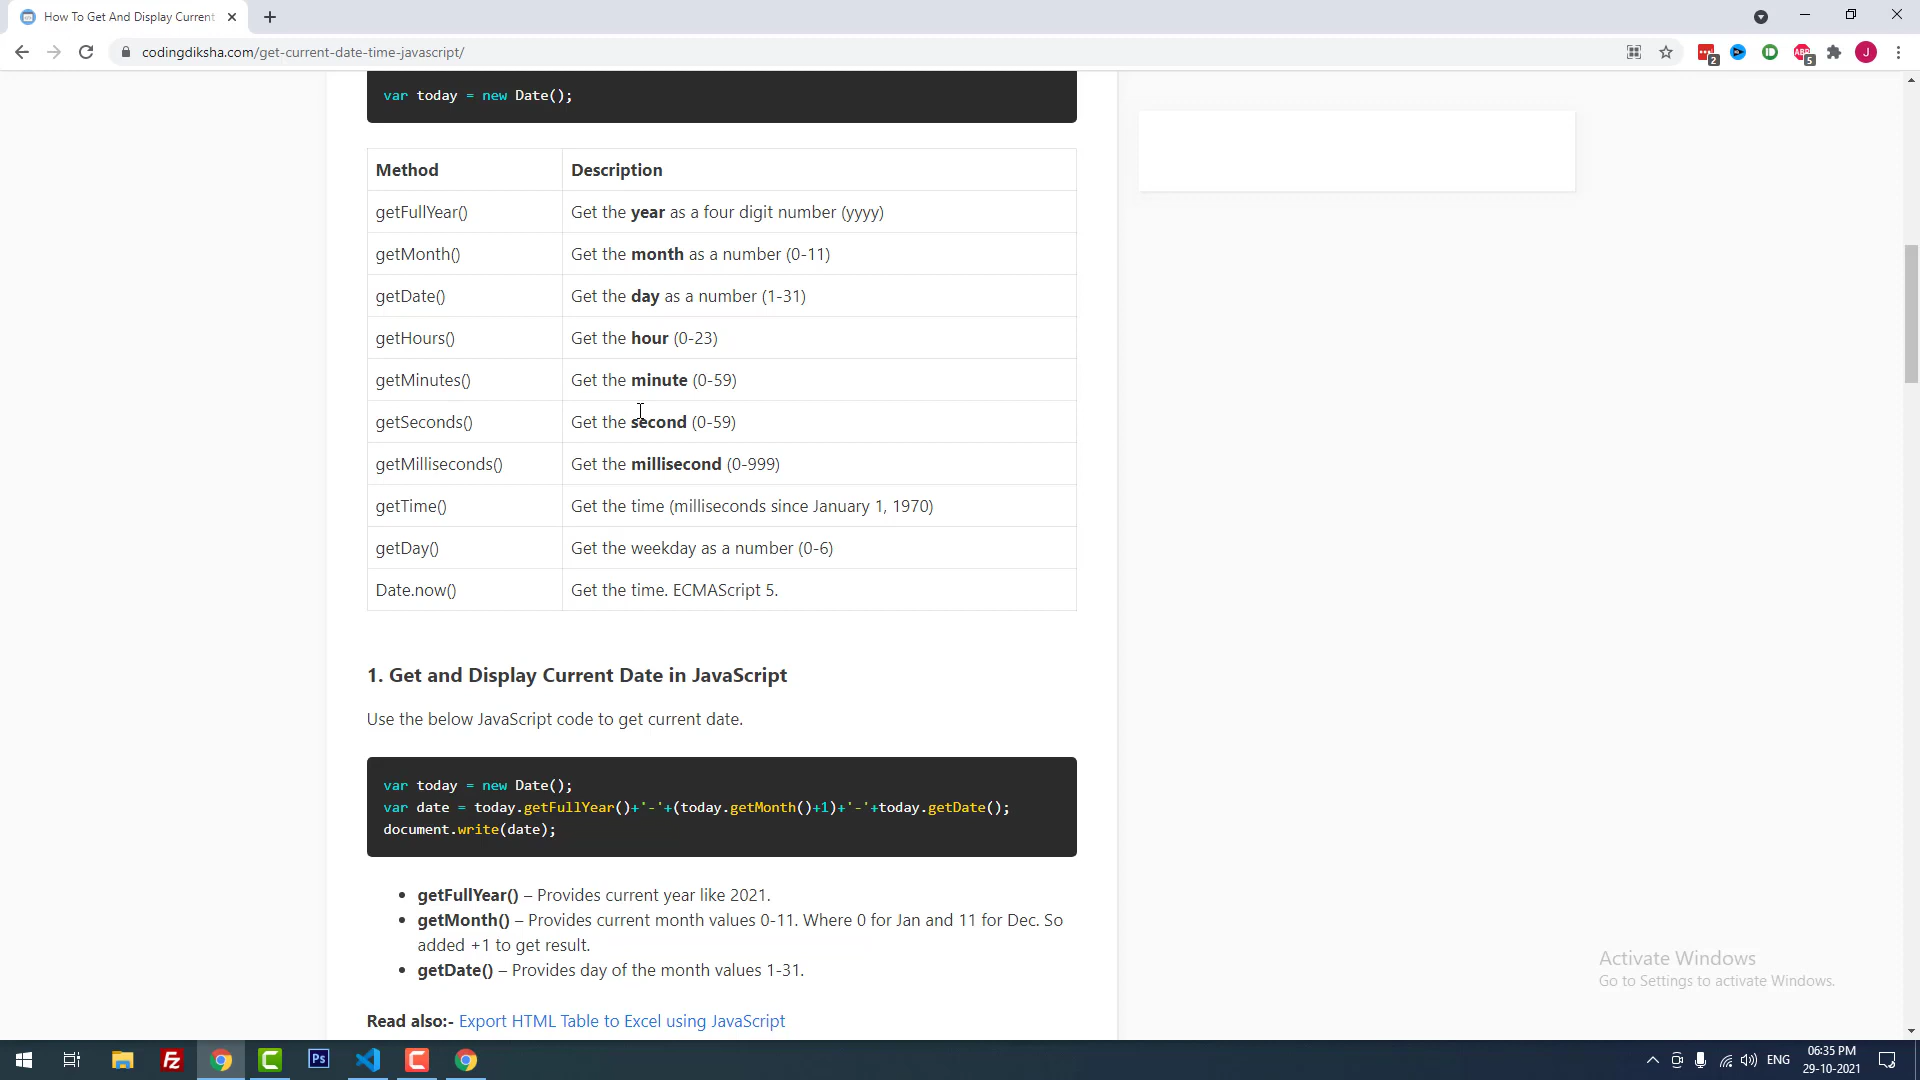 How To Get And Display Current
codingdiksha.com/get-current-date-time-javascript/
2
5
J
var today = new Date();
Method Description
getFullYear() Get the year as a four digit number (yyyy)
getMonth() Get the month as a number (0-11)
getDate() Get the day as a number (1-31)
getHours() Get the hour (0-23)
getMinutes() Get the minute (0-59)
getSeconds() Get the second (0-59)
getMilliseconds() Get the millisecond (0-999)
getTime() Get the time (milliseconds since January 1, 1970)
getDay() Get the weekday as a number (0-6)
Date.now() Get the time. ECMAScript 5.
1. Get and Display Current Date in JavaScript
Use the below JavaScript code to get current date.
var today = new Date();
var date = today.getFullYear()+'-'+(today.getMonth()+1)+'-'+today.getDate();
document.write(date);
• getFullYear() – Provides current year like 2021.
• getMonth() – Provides current month values 0-11. Where 0 for Jan and 11 for Dec. So
added +1 to get result.
• getDate() – Provides day of the month values 1-31.
Read also:- Export HTML Table to Excel using JavaScript
Activate Windows
Go to Settings to activate Windows.
Fz
C
Ps
C
ENG
06:35 PM
29-10-2021